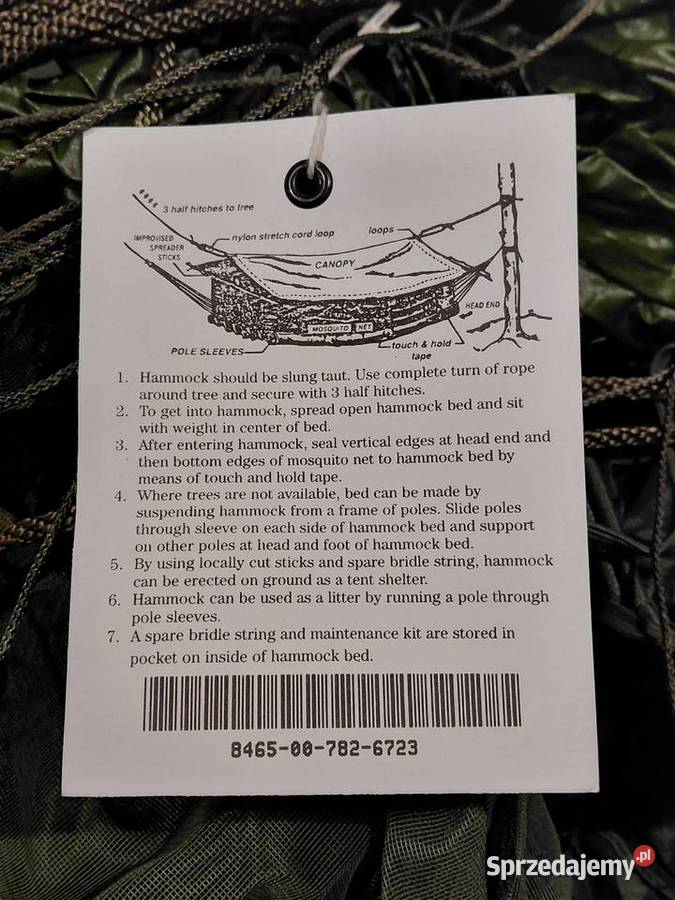 3 half hitches to tree
IMPROVISED
SPREADER
STICKS
nylon stretch cord loop
loops
CANOPY
HEAD END
MOSQUITO NET
POLE SLEEVES
touch & hold
tape
1. Hammock should be slung taut. Use complete turn of rope
around tree and secure with 3 half hitches.
2. To get into hammock, spread open hammock bed and sit
with weight in center of bed.
3. After entering hammock, seal vertical edges at head end and
then bottom edges of mosquito net to hammock bed by
means of touch and hold tape.
4. Where trees are not available, bed can be made by
suspending hammock from a frame of poles. Slide poles
through sleeve on each side of hammock bed and support
on other poles at head and foot of hammock bed.
5. By using locally cut sticks and spare bridle string, hammock
can be erected on ground as a tent shelter.
6. Hammock can be used as a litter by running a pole through
pole sleeves.
7. A spare bridle string and maintenance kit are stored in
pocket on inside of hammock bed.
8465-00-782-6723
Sprzedajemy.pl